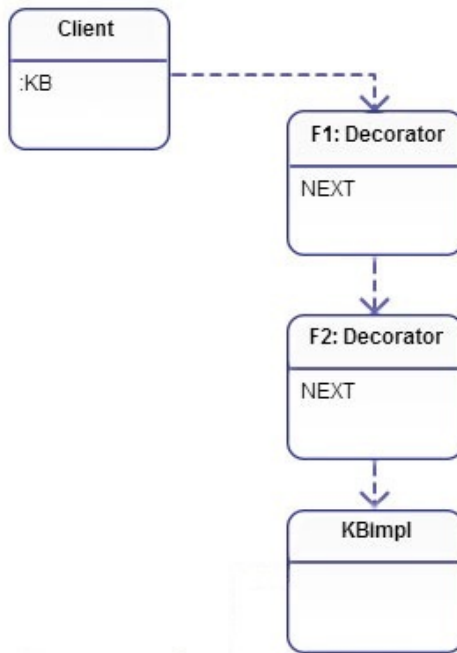 Client
:KB
F1: Decorator
NEXT
F2: Decorator
NEXT
KBImpl